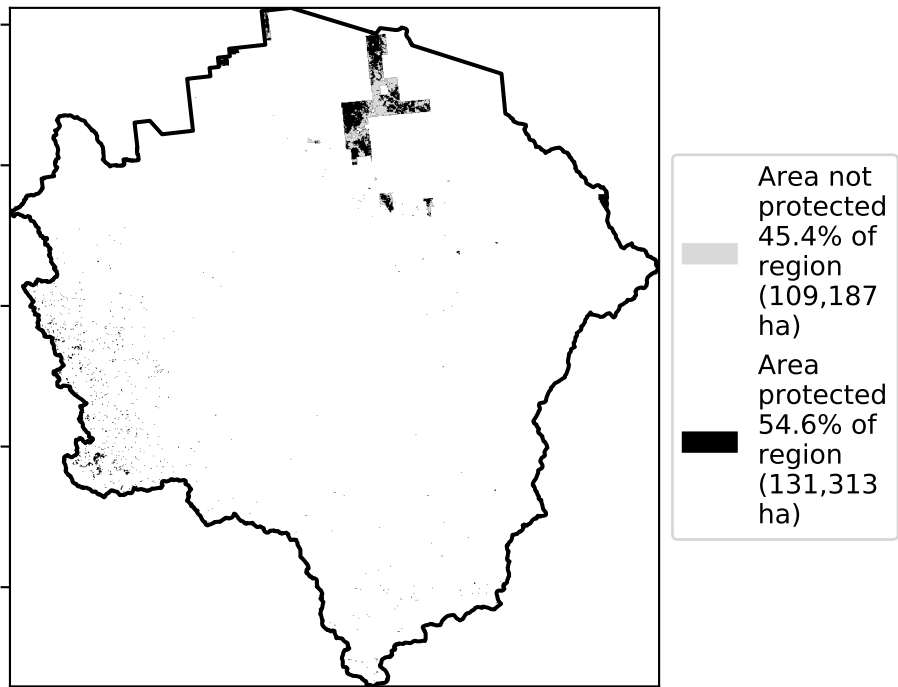 Area not
protected
45.4% of
region
(109,187
ha)
Area
protected
54.6% of
region
(131,313
ha)